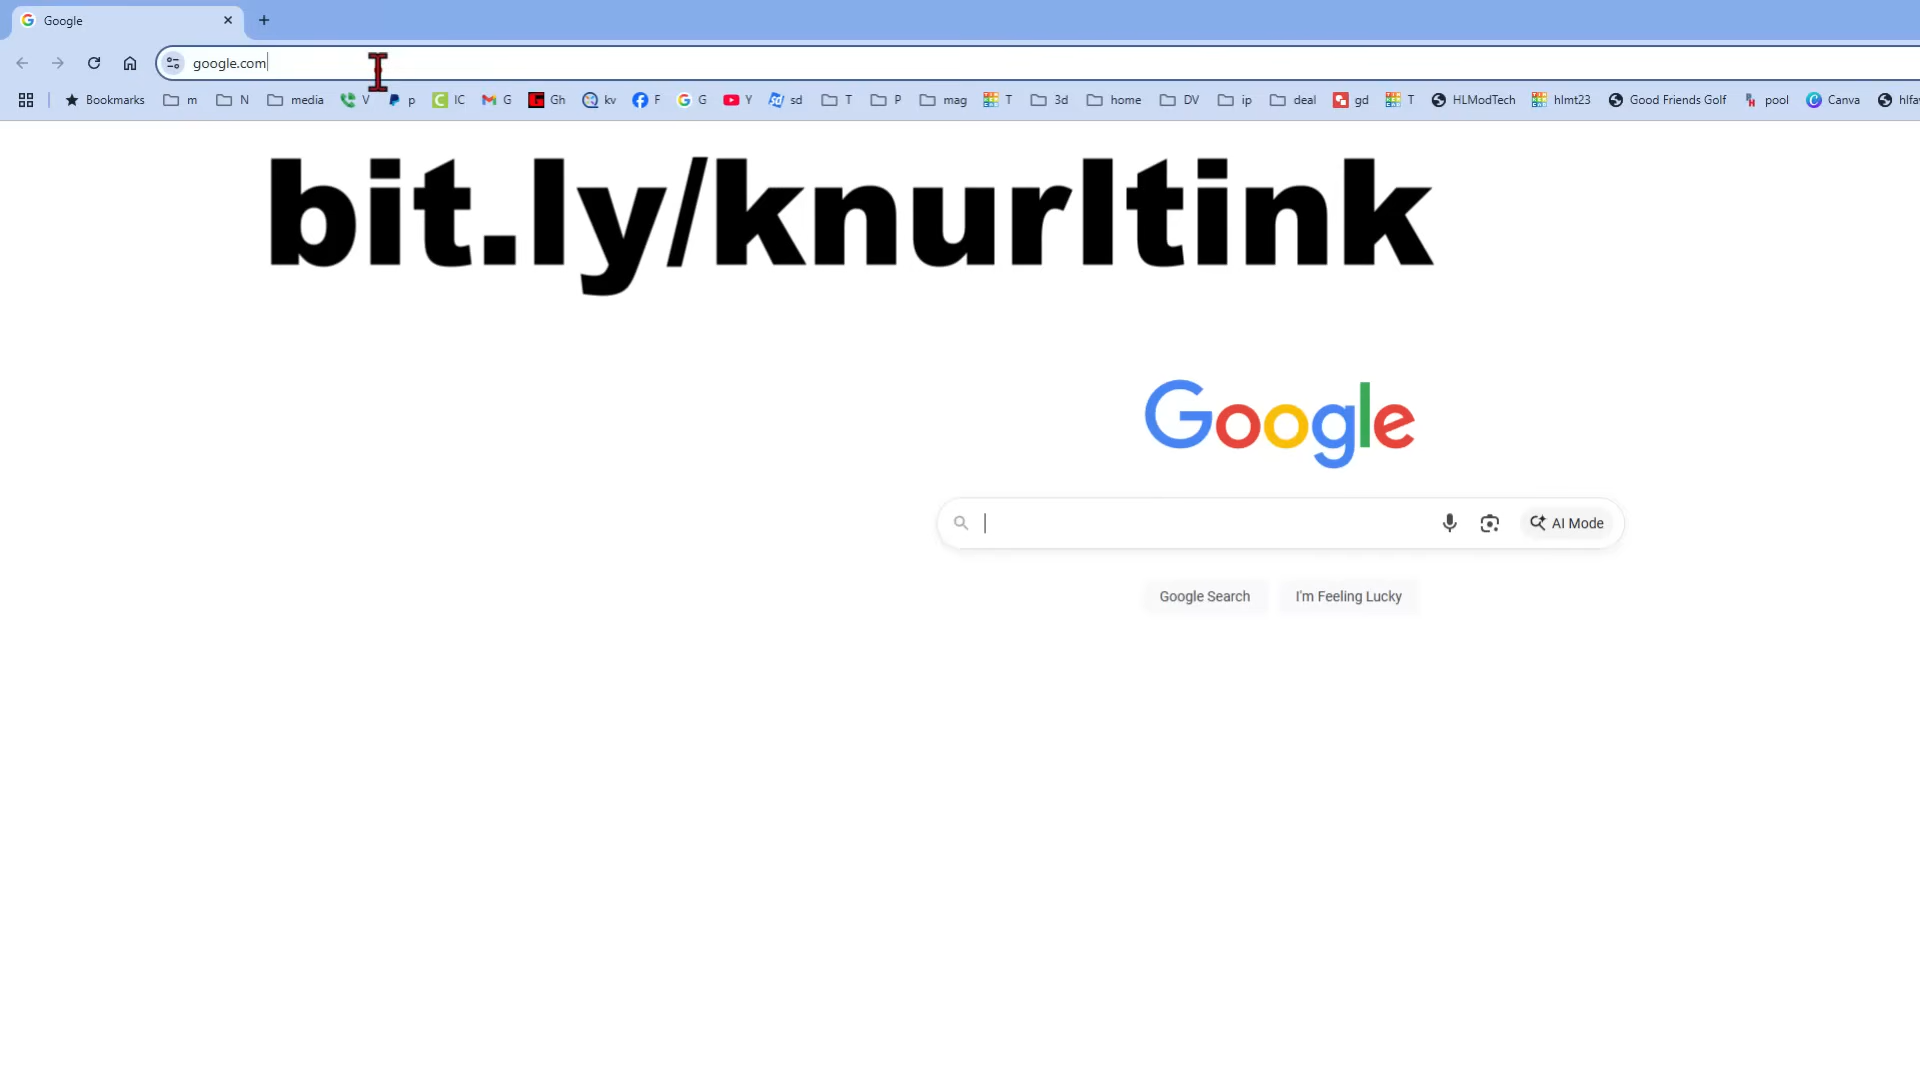 Google
google.com
Bookmarks m N media V p IC G Gh kv F G Y sd T P mag T 3d home DV ip deal gd T HLModTech hlmt23 Good Friends Golf pool Canva hlfa
bit.ly/knurltink
Google
AI Mode
Google Search I'm Feeling Lucky